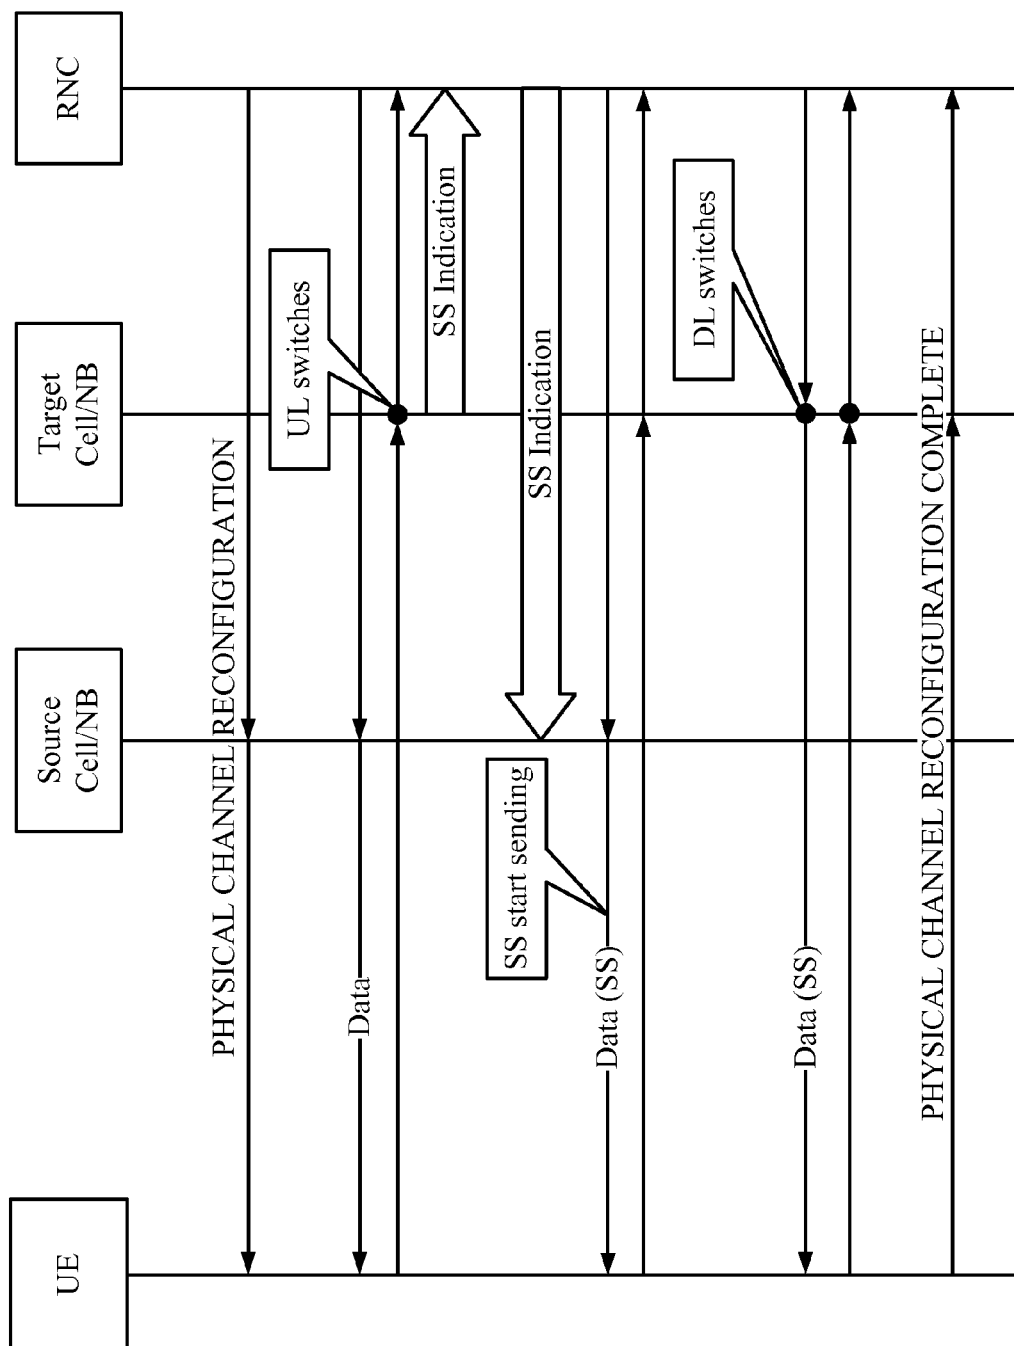 UE
Source
Cell/NB
Target
Cell/NB
RNC
PHYSICAL CHANNEL RECONFIGURATION
UL switches
Data
SS Indication
SS Indication
SS start sending
Data (SS)
DL switches
Data (SS)
PHYSICAL CHANNEL RECONFIGURATION COMPLETE